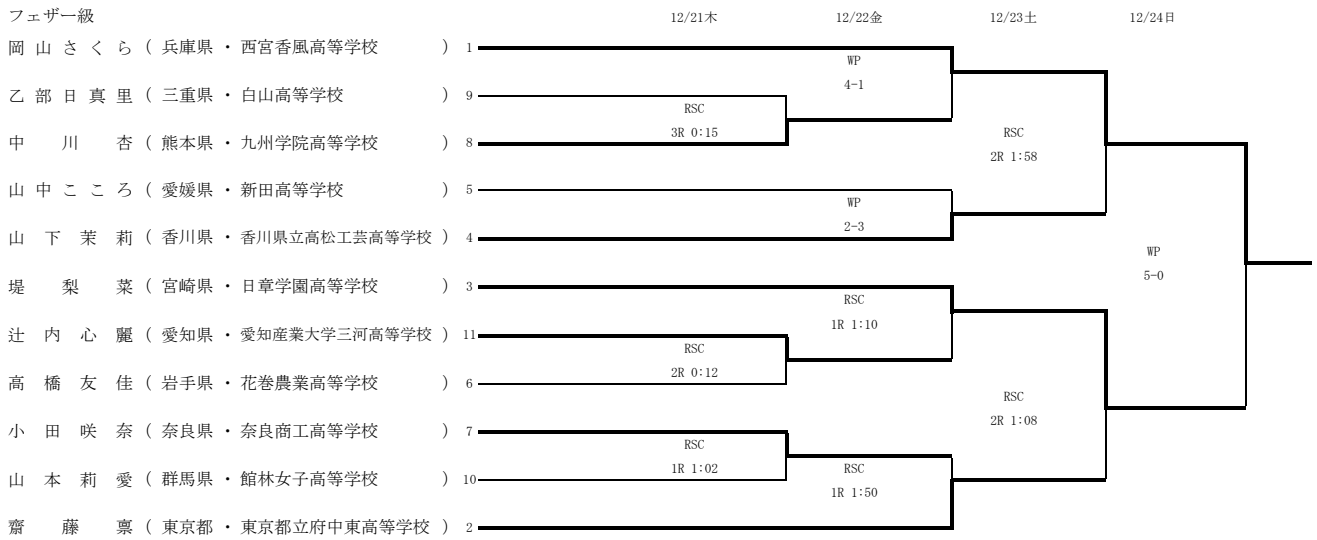 フェザー級 12/21木 12/22金 12/23土 12/24日
岡山さくら ( 兵庫県 ・ 西宮香風高等学校 ) 1
WP
4-1
乙部日真里 ( 三重県 ・ 白山高等学校 ) 9
RSC
3R 0:15
中川杏 ( 熊本県 ・ 九州学院高等学校 ) 8
RSC
2R 1:58
山中こころ ( 愛媛県 ・ 新田高等学校 ) 5
WP
2-3
山下茉莉 ( 香川県 ・ 香川県立高松工芸高等学校 ) 4
WP
5-0
堤梨菜 ( 宮崎県 ・ 日章学園高等学校 ) 3
RSC
1R 1:10
辻内心麗 ( 愛知県 ・ 愛知産業大学三河高等学校 ) 11
RSC
2R 0:12
高橋友佳 ( 岩手県 ・ 花巻農業高等学校 ) 6
RSC
2R 1:08
小田咲奈 ( 奈良県 ・ 奈良商工高等学校 ) 7
RSC
1R 1:02
山本莉愛 ( 群馬県 ・ 館林女子高等学校 ) 10
RSC
1R 1:50
齋藤禀 ( 東京都 ・ 東京都立府中東高等学校 ) 2